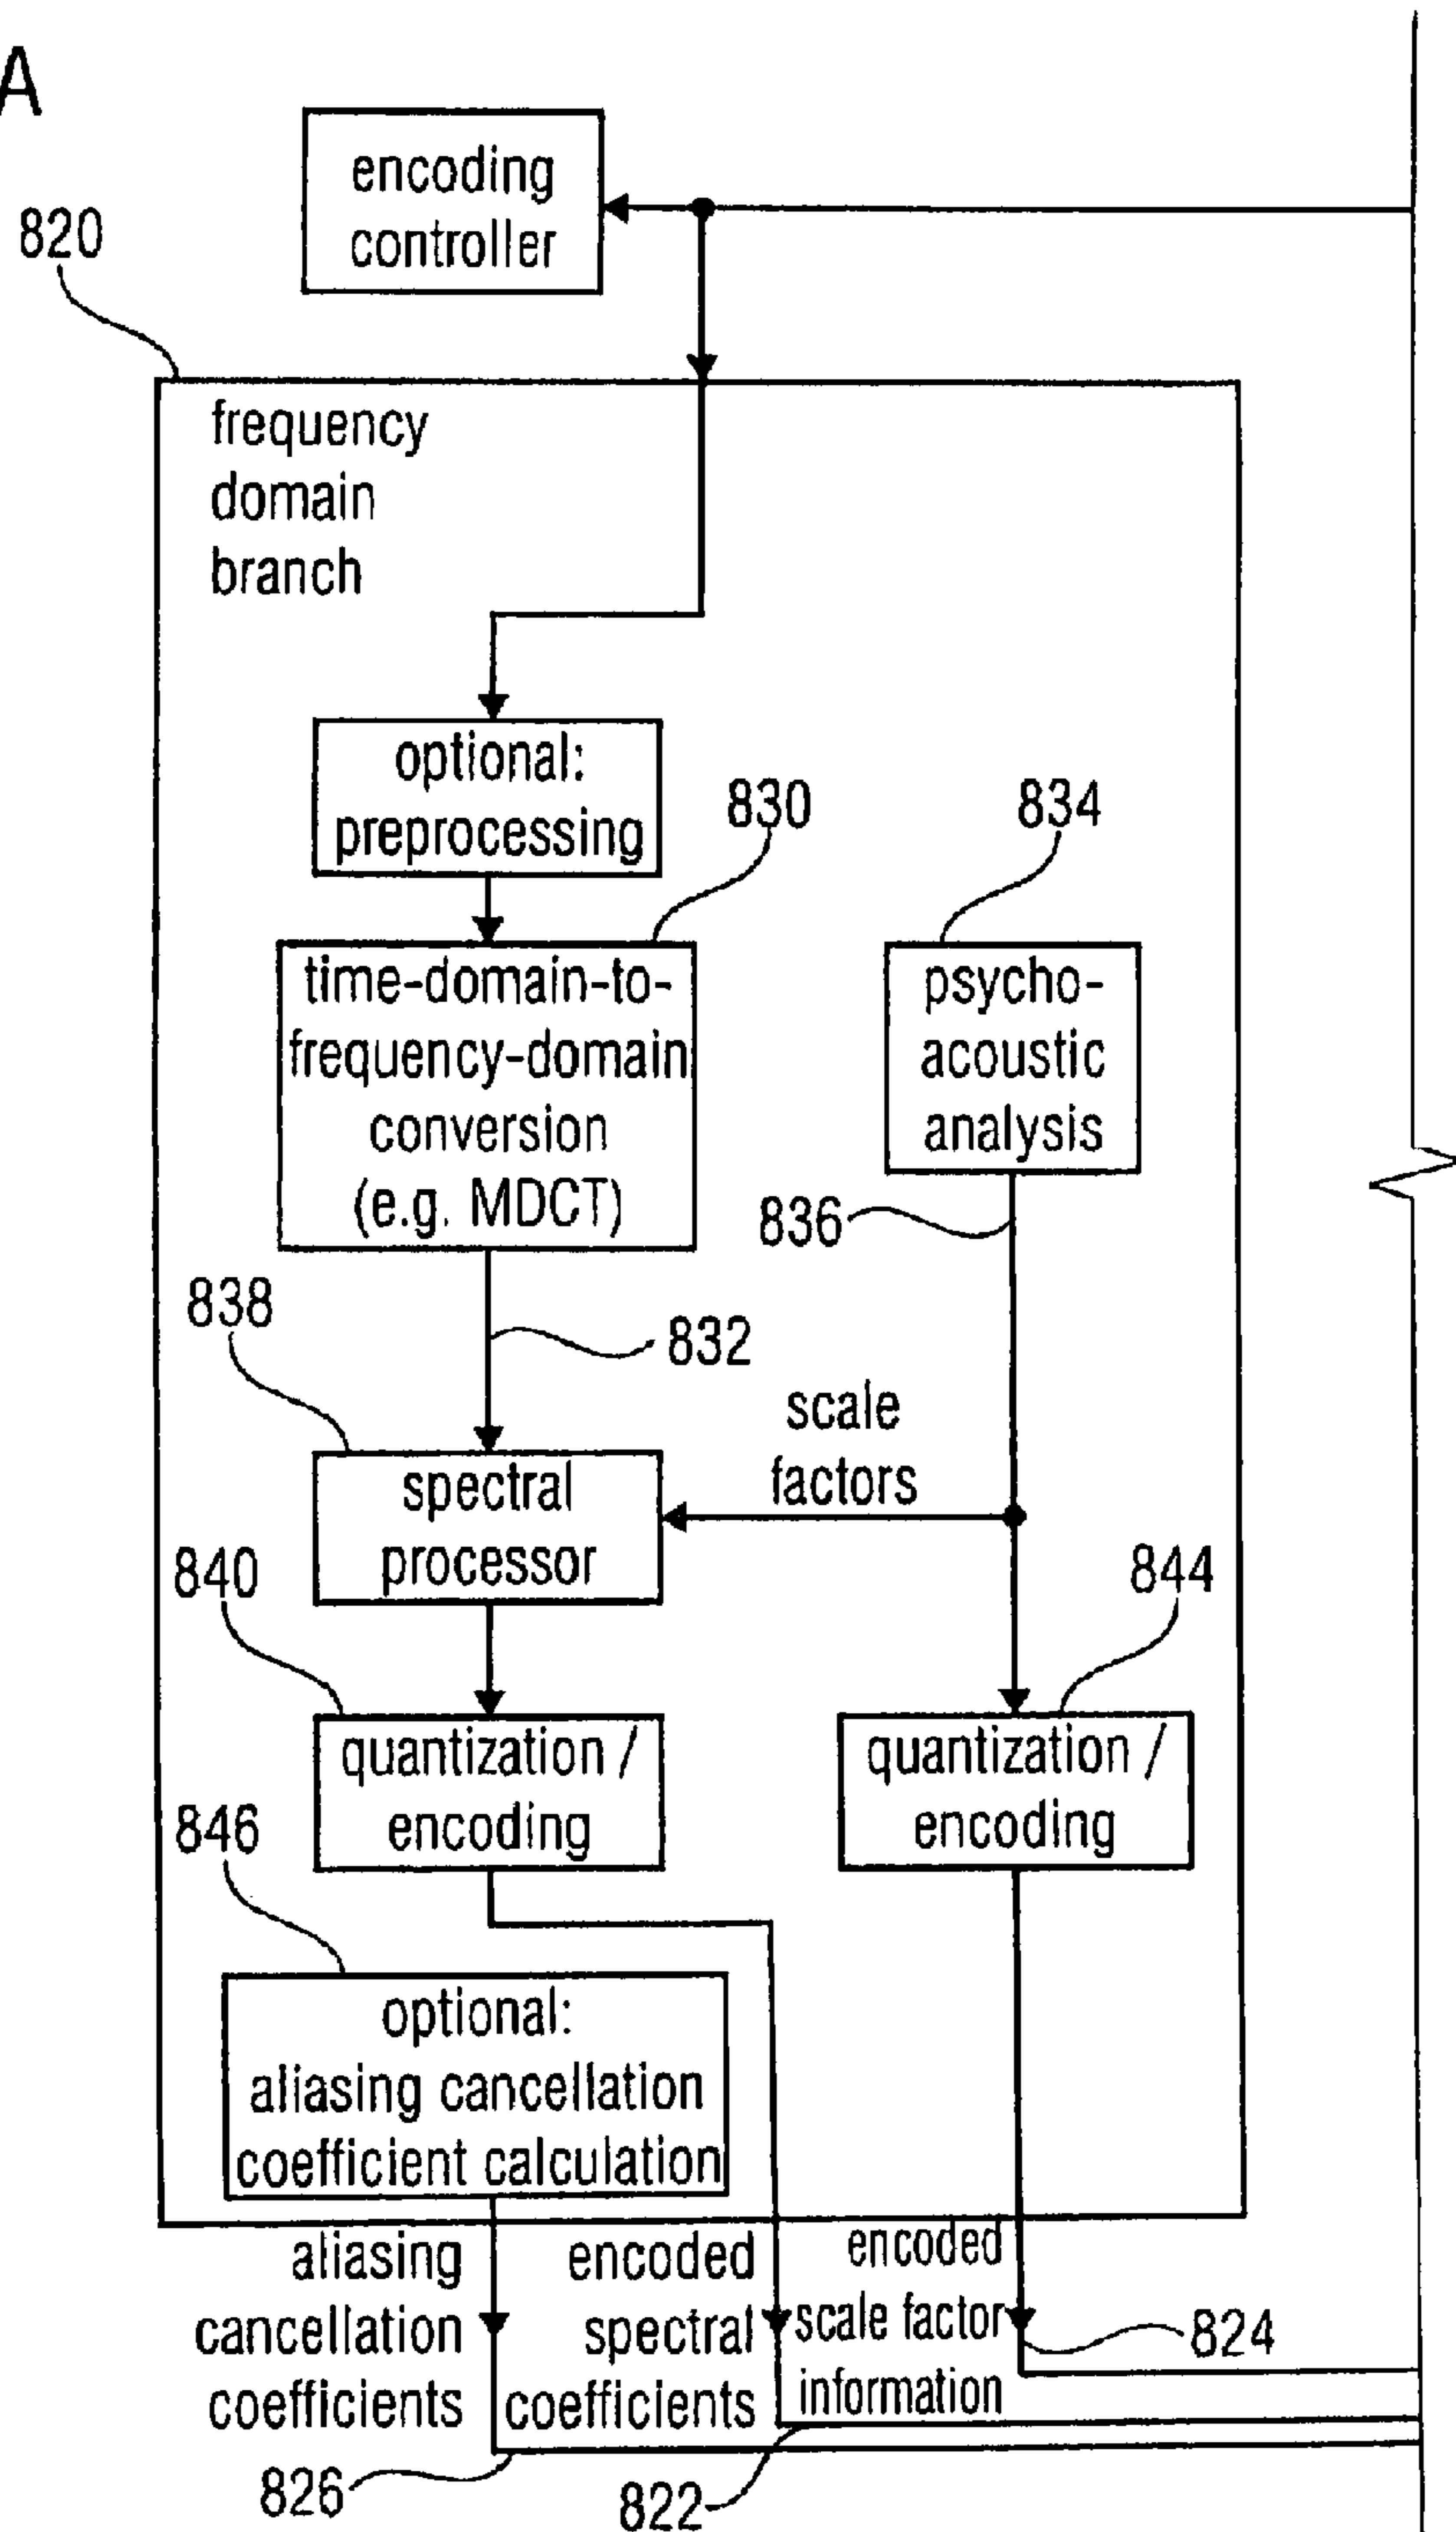 A
encoding
controller
820
frequency
domain
branch
optional:
preprocessing
830
834
time-domain-to-
frequency-domain
conversion
(e.g. MDCT)
psycho-
acoustic
analysis
836
838
832
scale
factors
spectral
processor
840
844
quantization /
encoding
quantization /
encoding
846
optional:
aliasing cancellation
coefficient calculation
aliasing
cancellation
coefficients
encoded
spectral
coefficients
encoded
scale factor
information
824
826
822